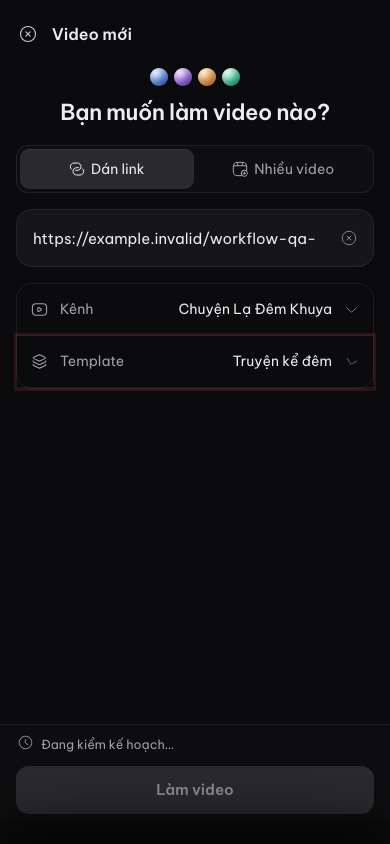 Video mới
Bạn muốn làm video nào?
Dán link
Nhiều video
https://example.invalid/workflow-qa-
Kênh
Chuyện Lạ Đêm Khuya
Template
Truyện kể đêm
Đang kiểm kế hoạch...
Làm video